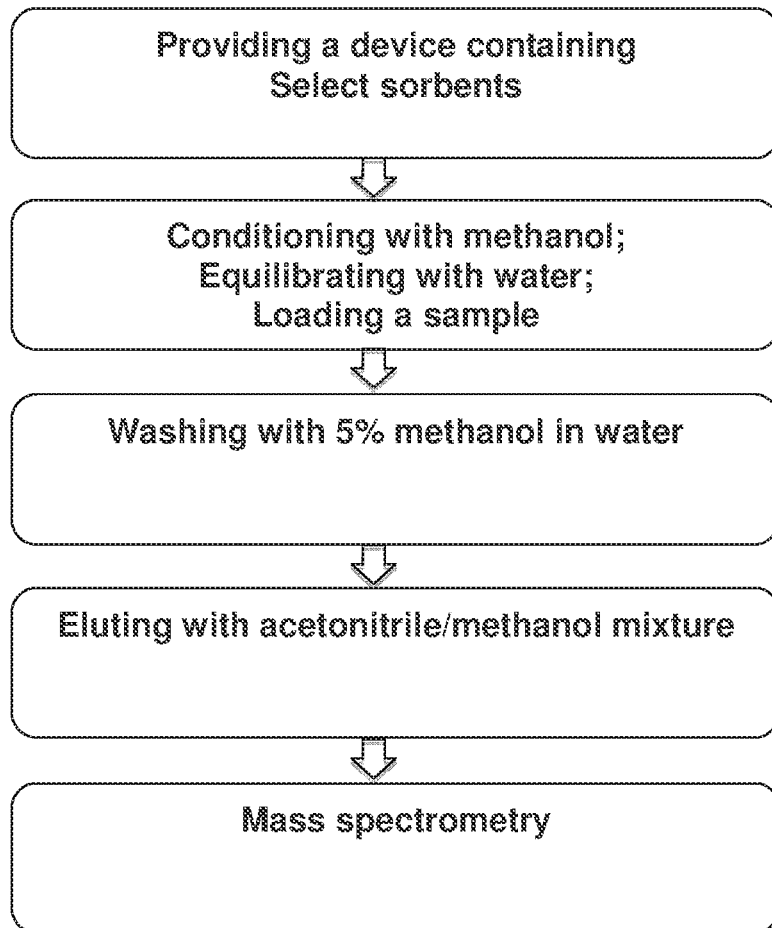 Providing a device containing
Select sorbents
Conditioning with methanol;
Equilibrating with water;
Loading a sample
Washing with 5% methanol in water
Eluting with acetonitrile/methanol mixture
Mass spectrometry